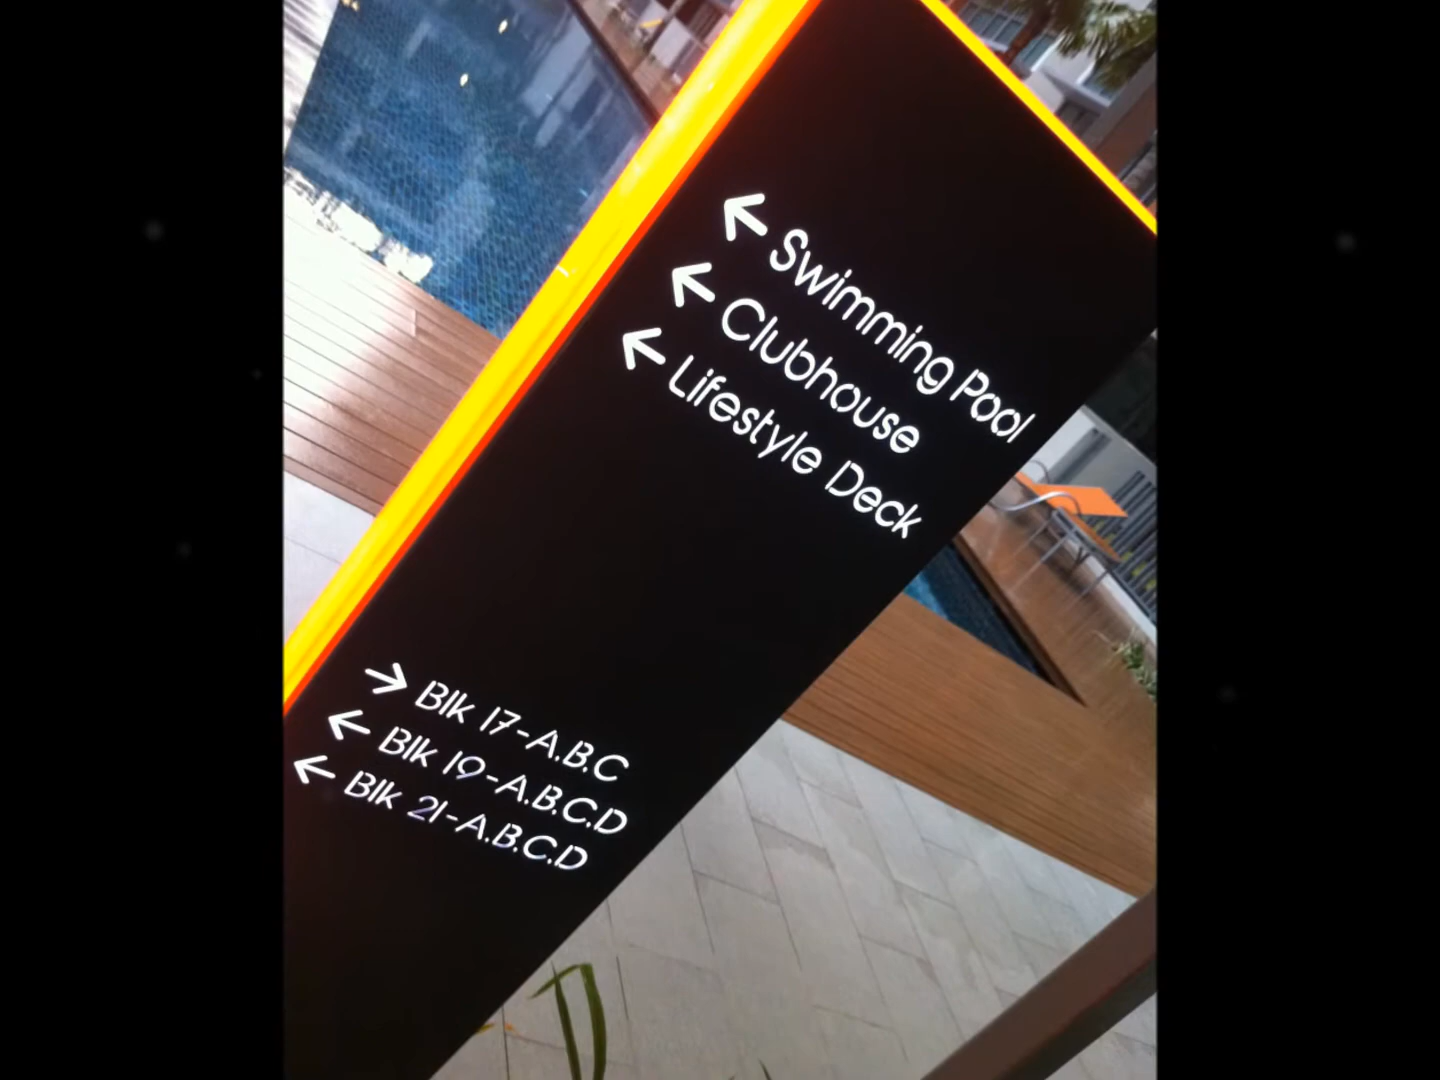 ← Swimming Pool
← Clubhouse
← Lifestyle Deck
→ Blk 17-A.B.C
← Blk 19-A.B.C.D
← Blk 21-A.B.C.D